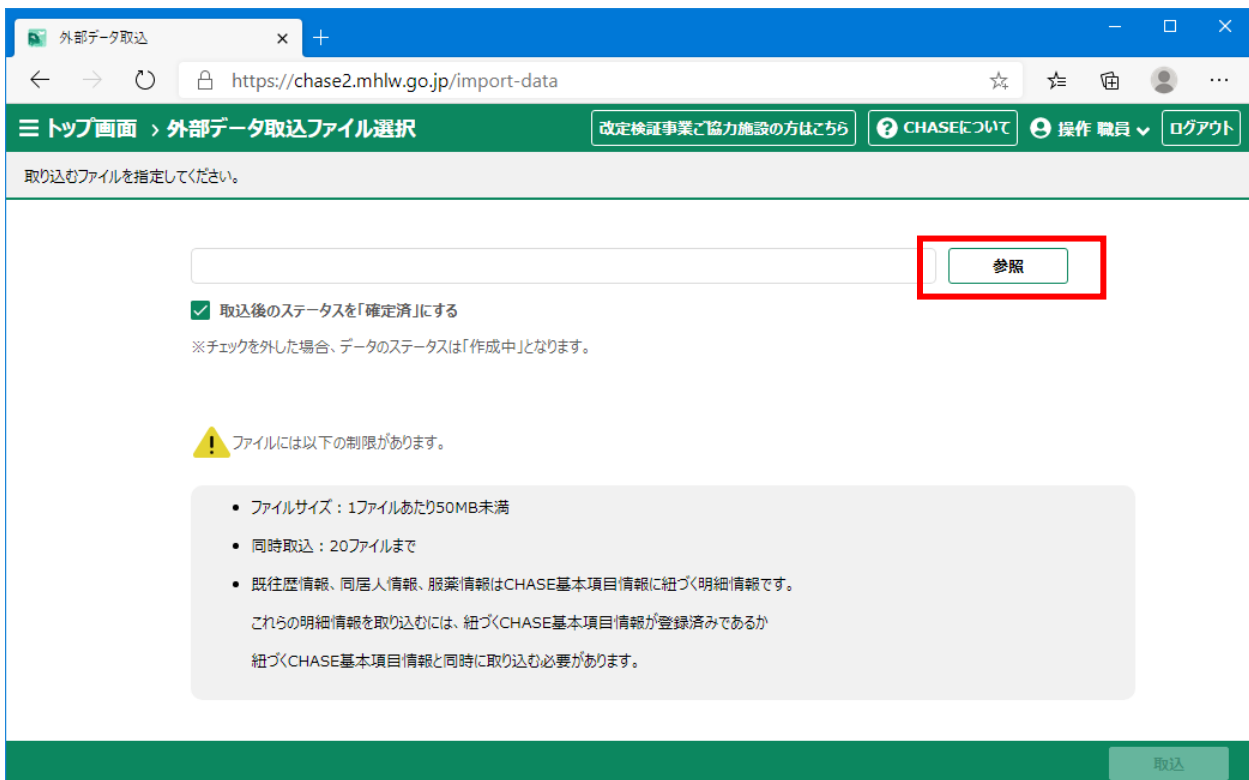 外部データ取込
https://chase2.mhlw.go.jp/import-data
トップ画面 › 外部データ取込ファイル選択
改定検証事業ご協力施設の方はこちら
CHASEについて
操作 職員
ログアウト
取り込むファイルを指定してください。
参照
取込後のステータスを「確定済」にする
※チェックを外した場合、データのステータスは「作成中」となります。
ファイルには以下の制限があります。
• ファイルサイズ：1ファイルあたり50MB未満
• 同時取込：20ファイルまで
• 既往歴情報、同居人情報、服薬情報はCHASE基本項目情報に紐づく明細情報です。
これらの明細情報を取り込むには、紐づくCHASE基本項目情報が登録済みであるか
紐づくCHASE基本項目情報と同時に取り込む必要があります。
取込